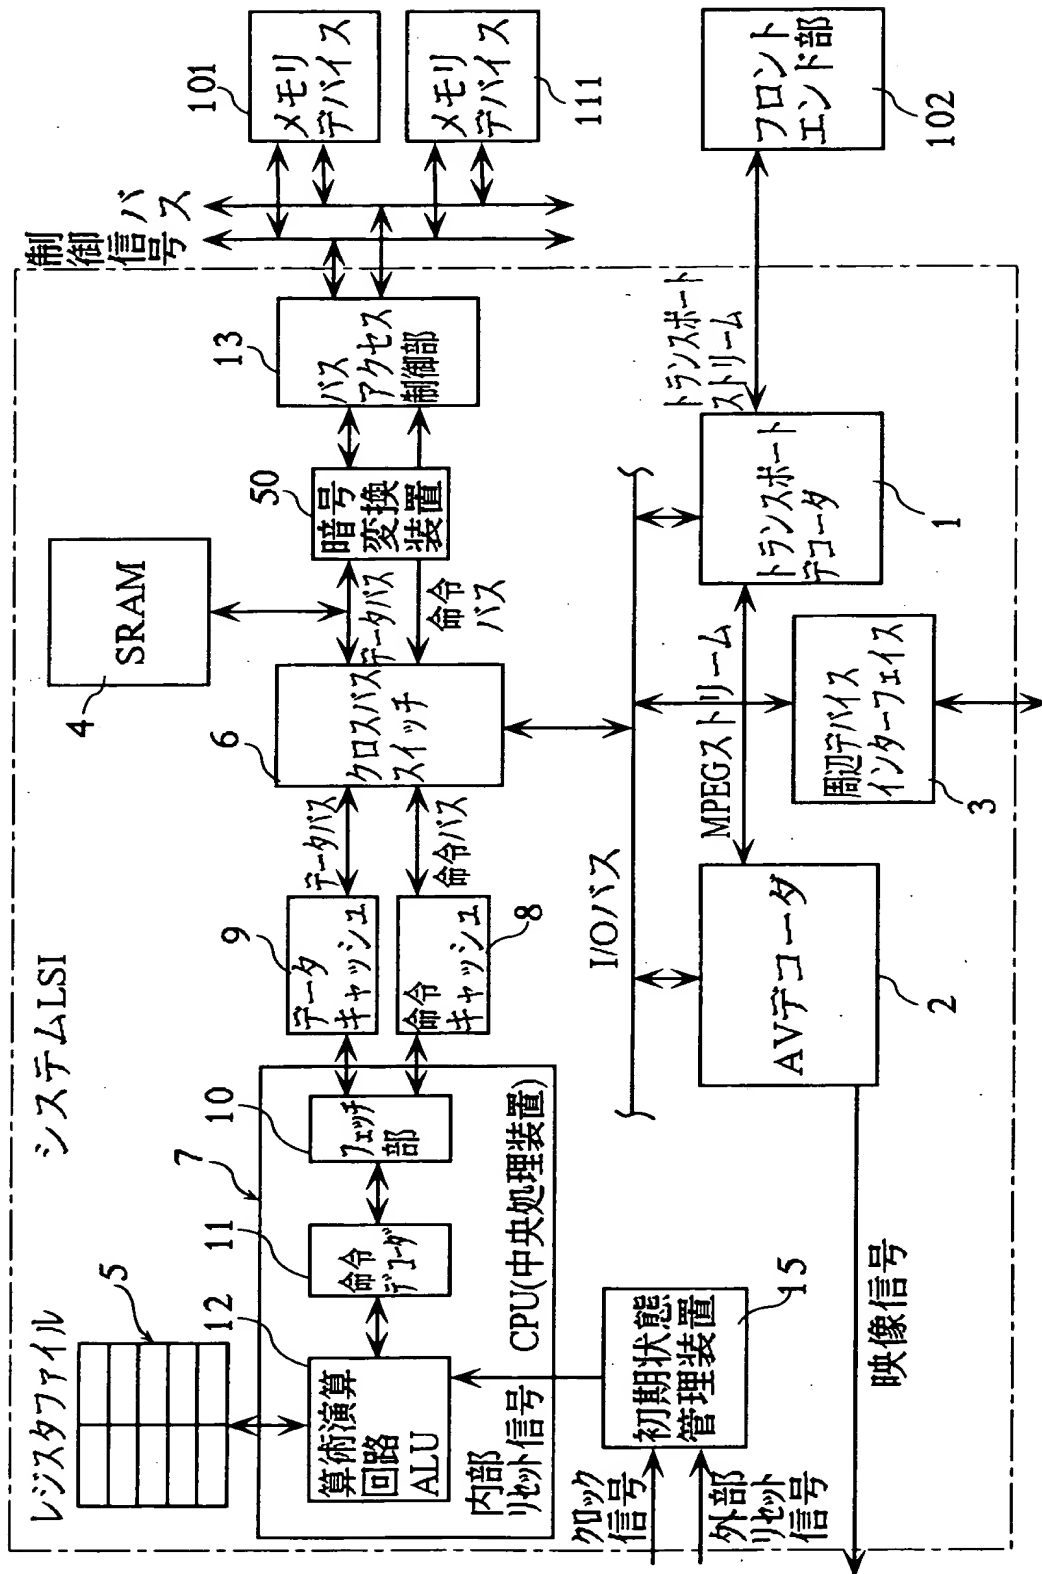 システムLSI
レジスタファイル
5
7
12
算術演算
回路
ALU
11
命令
デコーダ
10
フェッチ
部
CPU(中央処理装置)
内部
リセット信号
9
データ
キャッシュ
命令
キャッシュ
8
データバス
命令バス
6
クロスバス
スイッチ
4
SRAM
データバス
命令
バス
50
暗号
変換
装置
13
バス
アクセス
制御部
制御
信号
バス
101
メモリ
デバイス
メモリ
デバイス
111
クロック
信号
外部
リセット
信号
初期状態
管理装置
15
I/Oバス
AVデコーダ
2
映像信号
MPEGストリーム
周辺デバイス
インターフェイス
3
トランスポート
デコーダ
1
トランスポート
ストリーム
フロント
エンド部
102